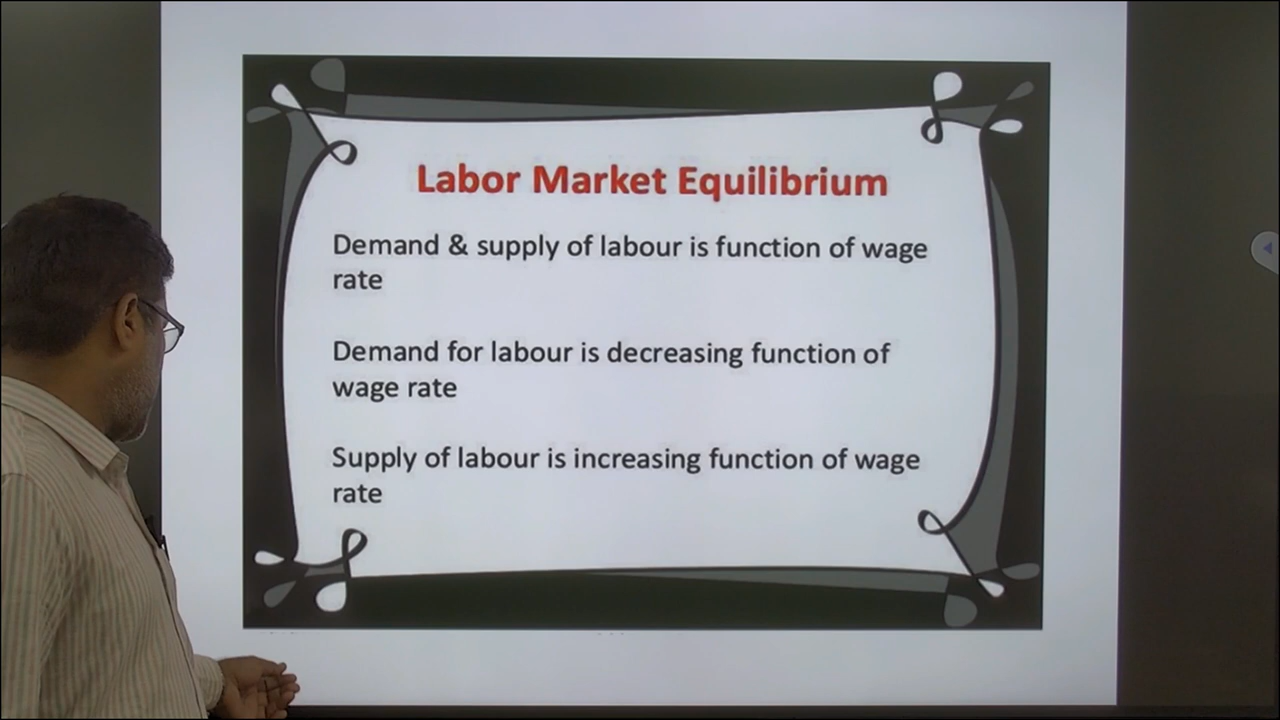 Labor Market Equilibrium
Demand & supply of labour is function of wage
rate
Demand for labour is decreasing function of
wage rate
Supply of labour is increasing function of wage
rate